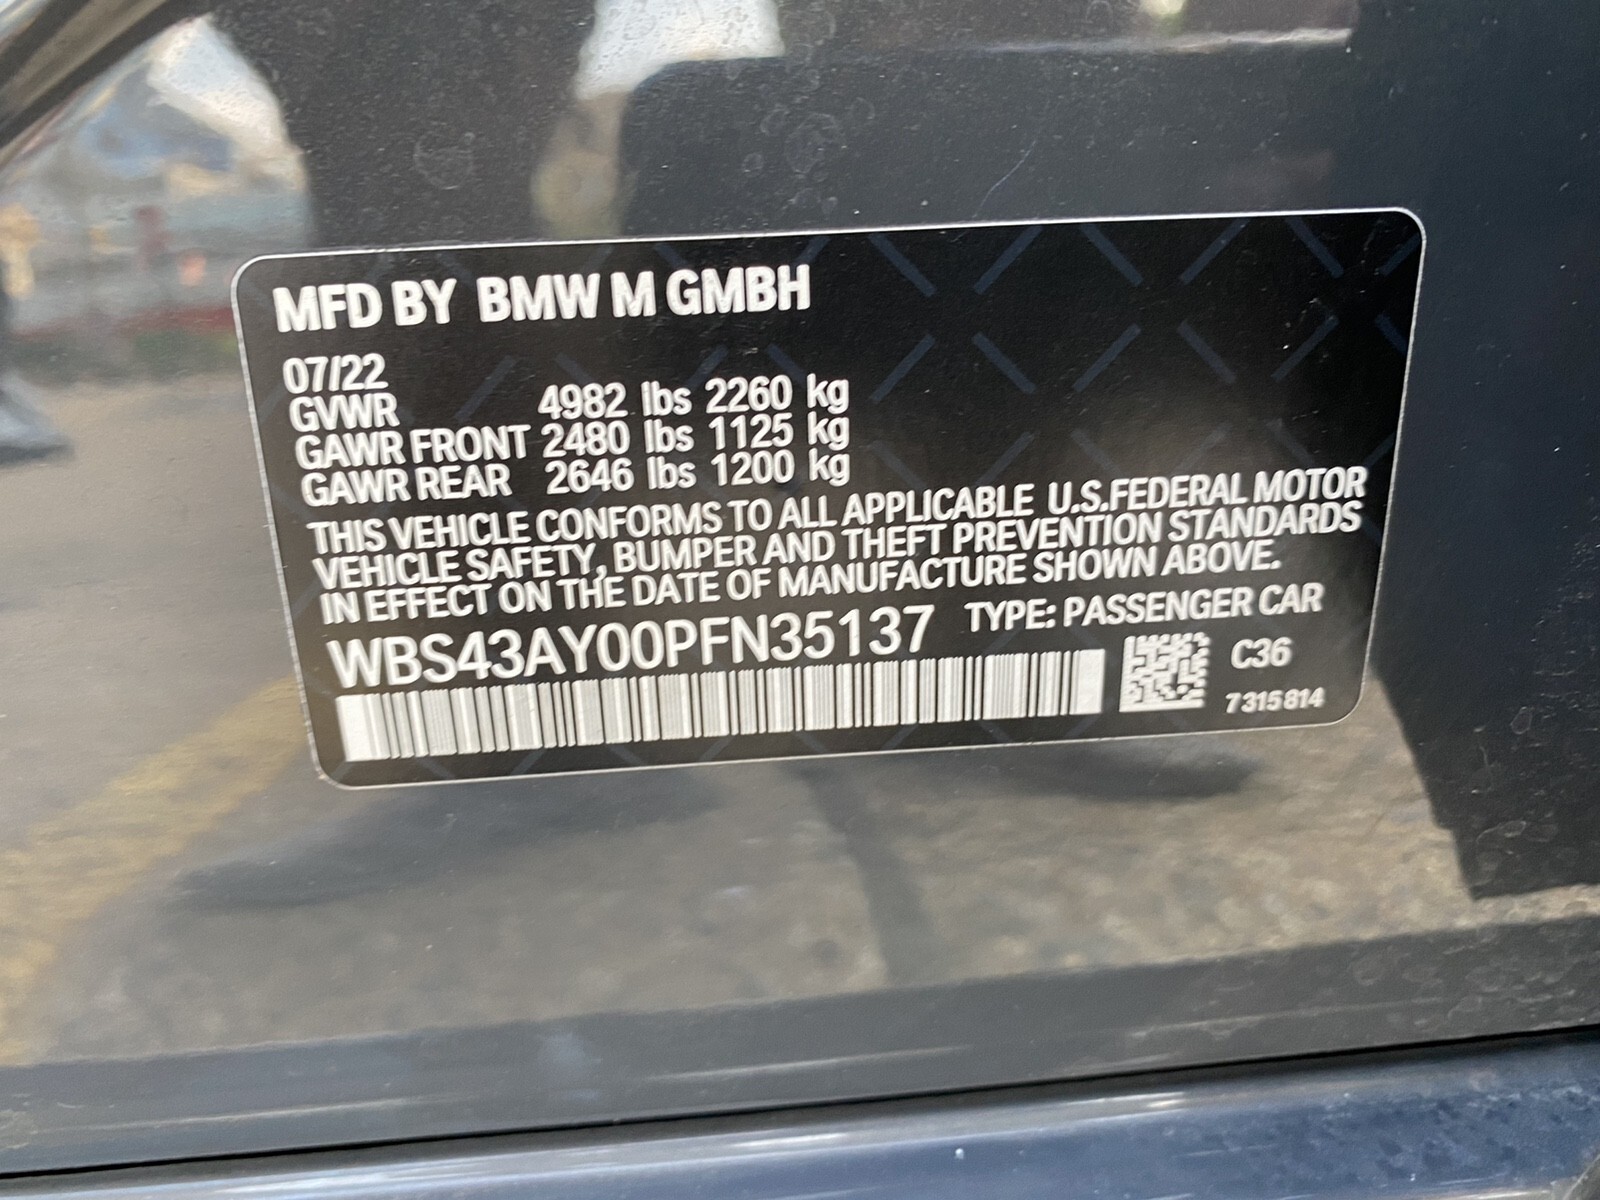 MFD BY BMW M GMBH
07/22
GVWR 4982 lbs 2260 kg
GAWR FRONT 2480 lbs 1125 kg
GAWR REAR 2646 lbs 1200 kg
THIS VEHICLE CONFORMS TO ALL APPLICABLE U.S.FEDERAL MOTOR
VEHICLE SAFETY, BUMPER AND THEFT PREVENTION STANDARDS
IN EFFECT ON THE DATE OF MANUFACTURE SHOWN ABOVE.
WBS43AY00PFN35137 TYPE: PASSENGER CAR
C36
7315814